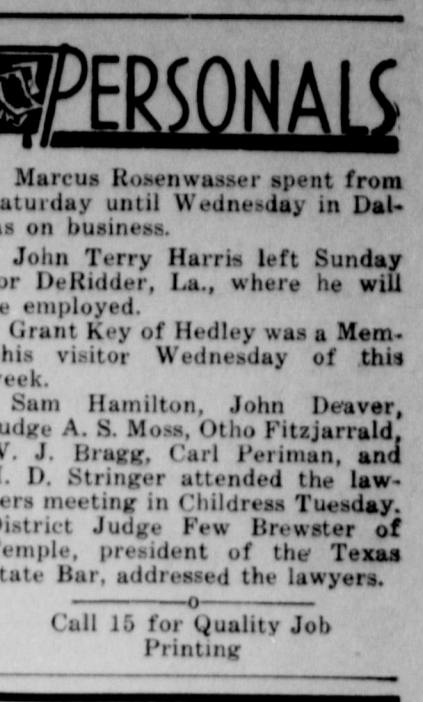 PERSONALS
Marcus Rosenwasser spent from
aturday until Wednesday in Dal-
as on business.
John Terry Harris left Sunday
or DeRidder, La., where he will
e employed.
Grant Key of Hedley was a Mem-
his visitor Wednesday of this
eek.
Sam Hamilton, John Deaver,
udge A. S. Moss, Otho Fitzjarrald,
. J. Bragg, Carl Periman, and
. D. Stringer attended the law-
ers meeting in Childress Tuesday.
istrict Judge Few Brewster of
emple, president of the Texas
tate Bar, addressed the lawyers.
Call 15 for Quality Job
Printing